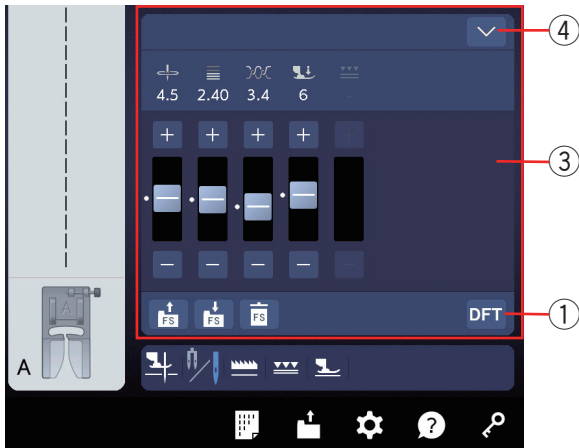 ④
4.5 2.40 3.4 6
+ + + + +
③
− − − − −
FS FS FS DFT ①
A
A
?